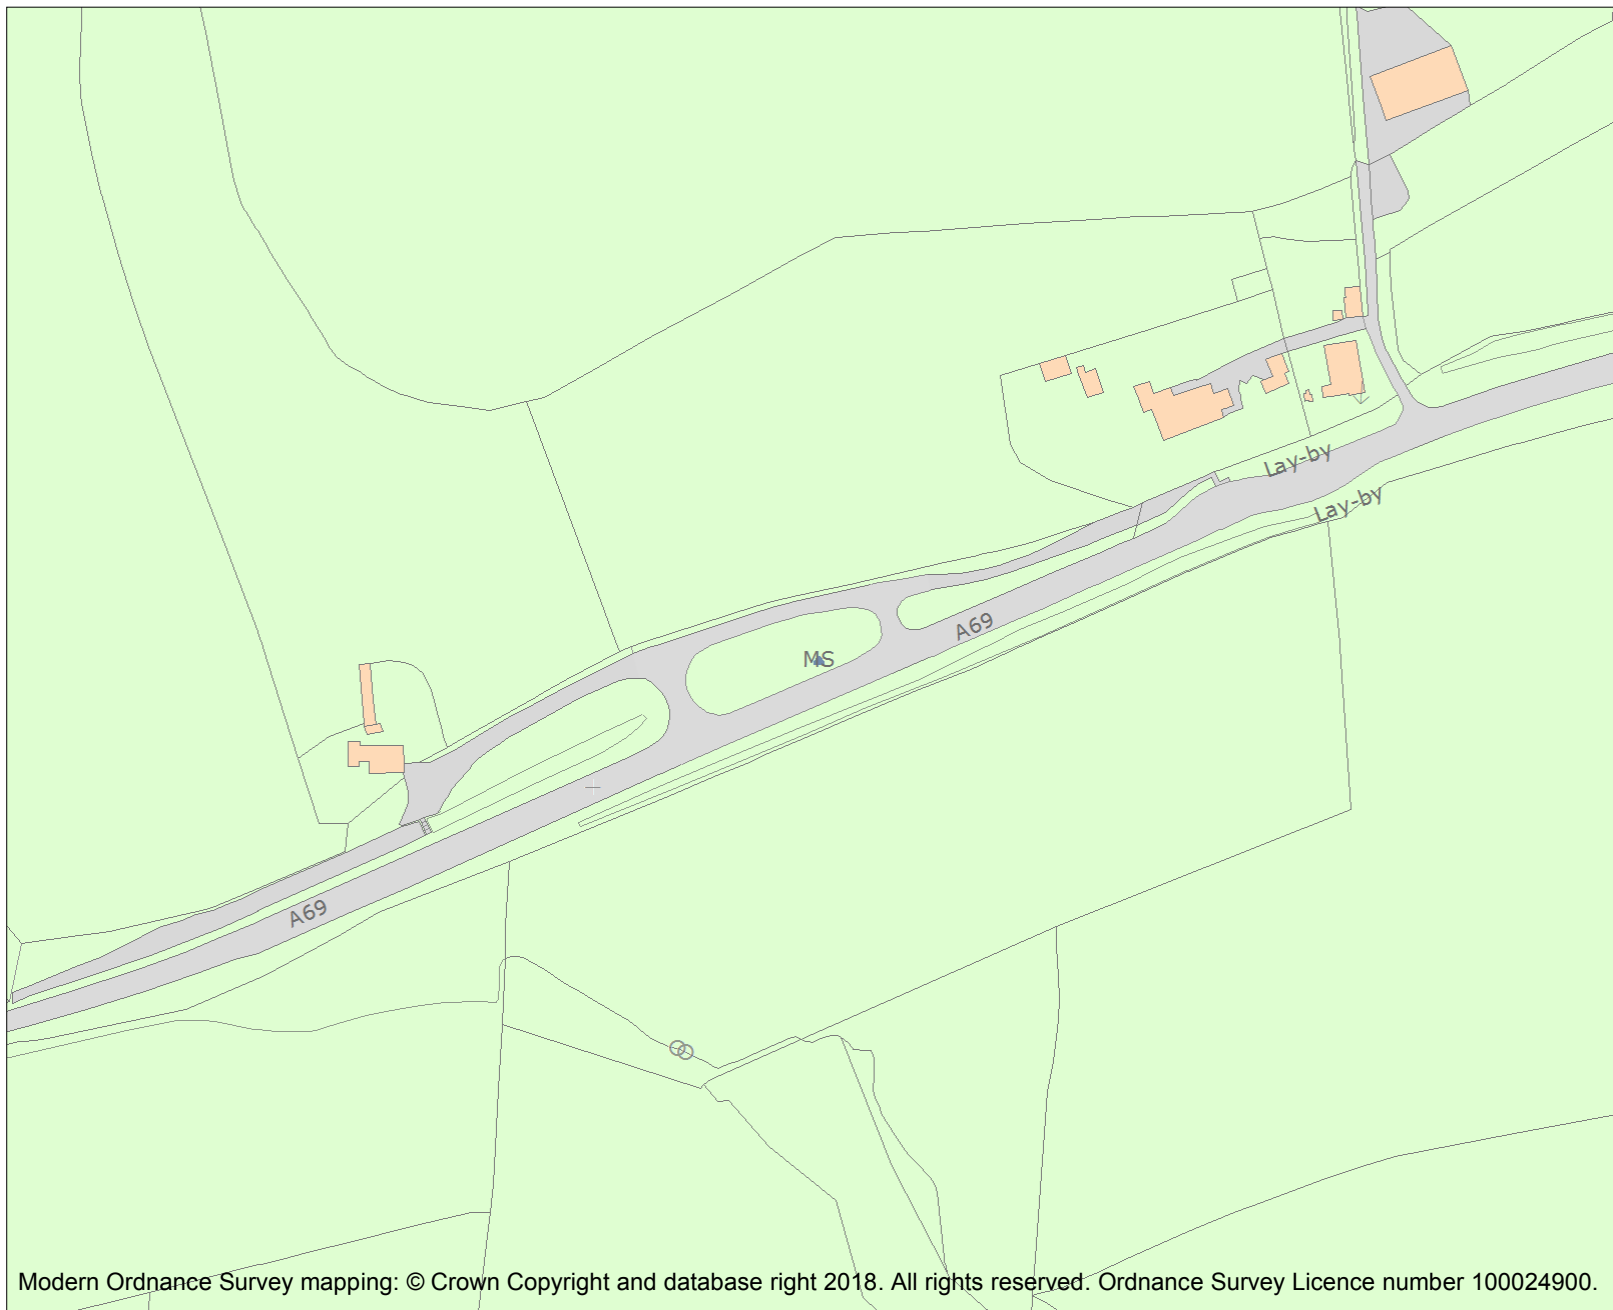 Lay-by
Lay-by
A69
MS
A69
Modern Ordnance Survey mapping: © Crown Copyright and database right 2018. All rights reserved. Ordnance Survey Licence number 100024900.